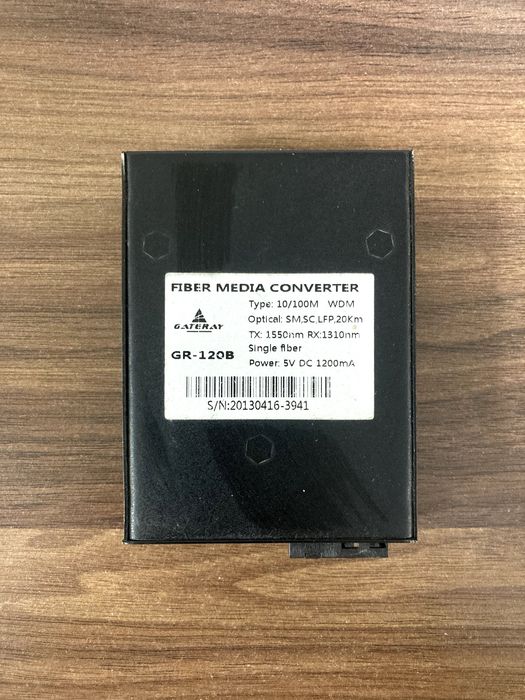 FIBER MEDIA CONVERTER
Type: 10/100M WDM
Optical: SM,SC,LFP,20Km
GATERAY
TX: 1550nm RX:1310nm
Single fiber
GR-120B
Power: 5V DC 1200mA
S/N:20130416-3941